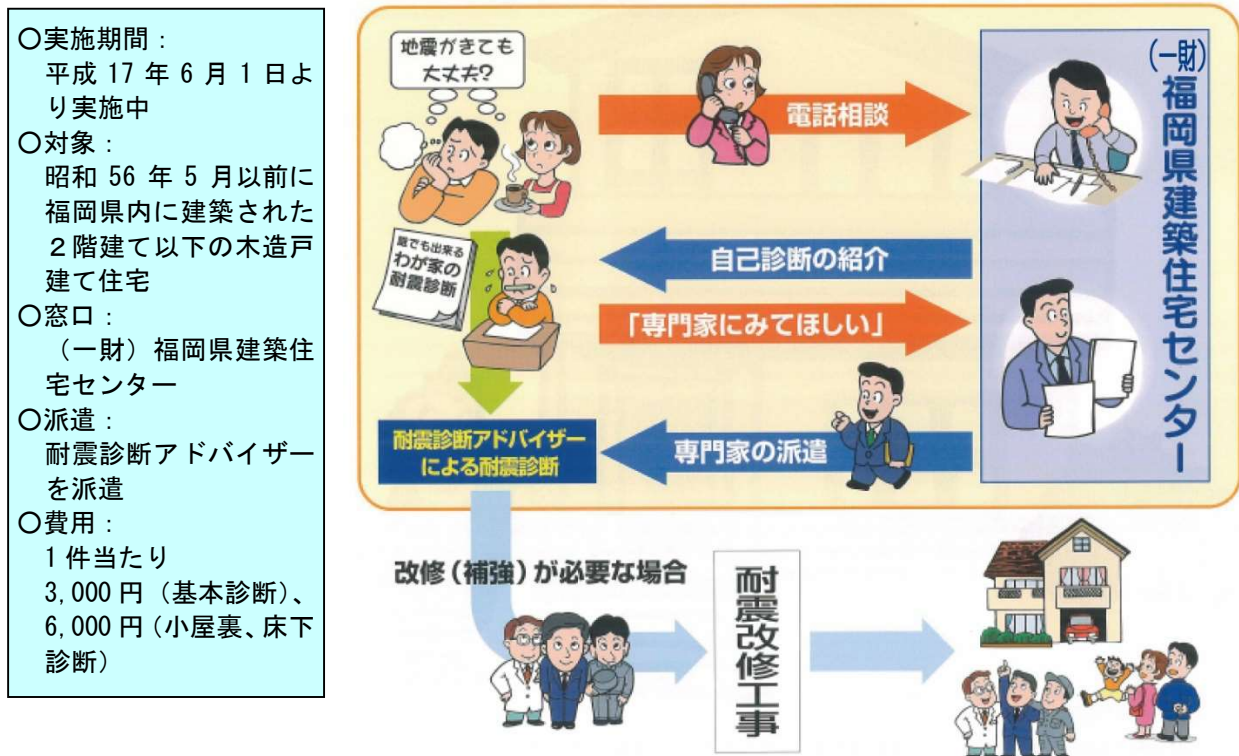 ○実施期間:
平成 17 年 6 月 1 日よ
り実施中
○対象:
昭和 56 年 5 月以前に
福岡県内に建築された
２階建て以下の木造戸
建て住宅
○窓口:
（一財）福岡県建築住
宅センター
○派遣:
耐震診断アドバイザー
を派遣
○費用:
1 件当たり
3,000 円（基本診断）、
6,000 円（小屋裏、床下
診断）
地震がきても
大丈夫?
電話相談
(一財)
福岡県建築住宅センター
誰でも出来る
わが家の
耐震診断
自己診断の紹介
「専門家にみてほしい」
耐震診断アドバイザー
による耐震診断
専門家の派遣
改修（補強）が必要な場合
耐震改修工事